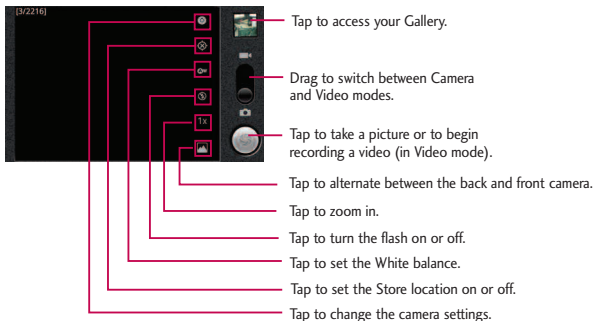 [3/2216]
Tap to access your Gallery.
Drag to switch between Camera
and Video modes.
1x
Tap to take a picture or to begin
recording a video (in Video mode).
Tap to alternate between the back and front camera.
Tap to zoom in.
Tap to turn the flash on or off.
Tap to set the White balance.
Tap to set the Store location on or off.
Tap to change the camera settings.